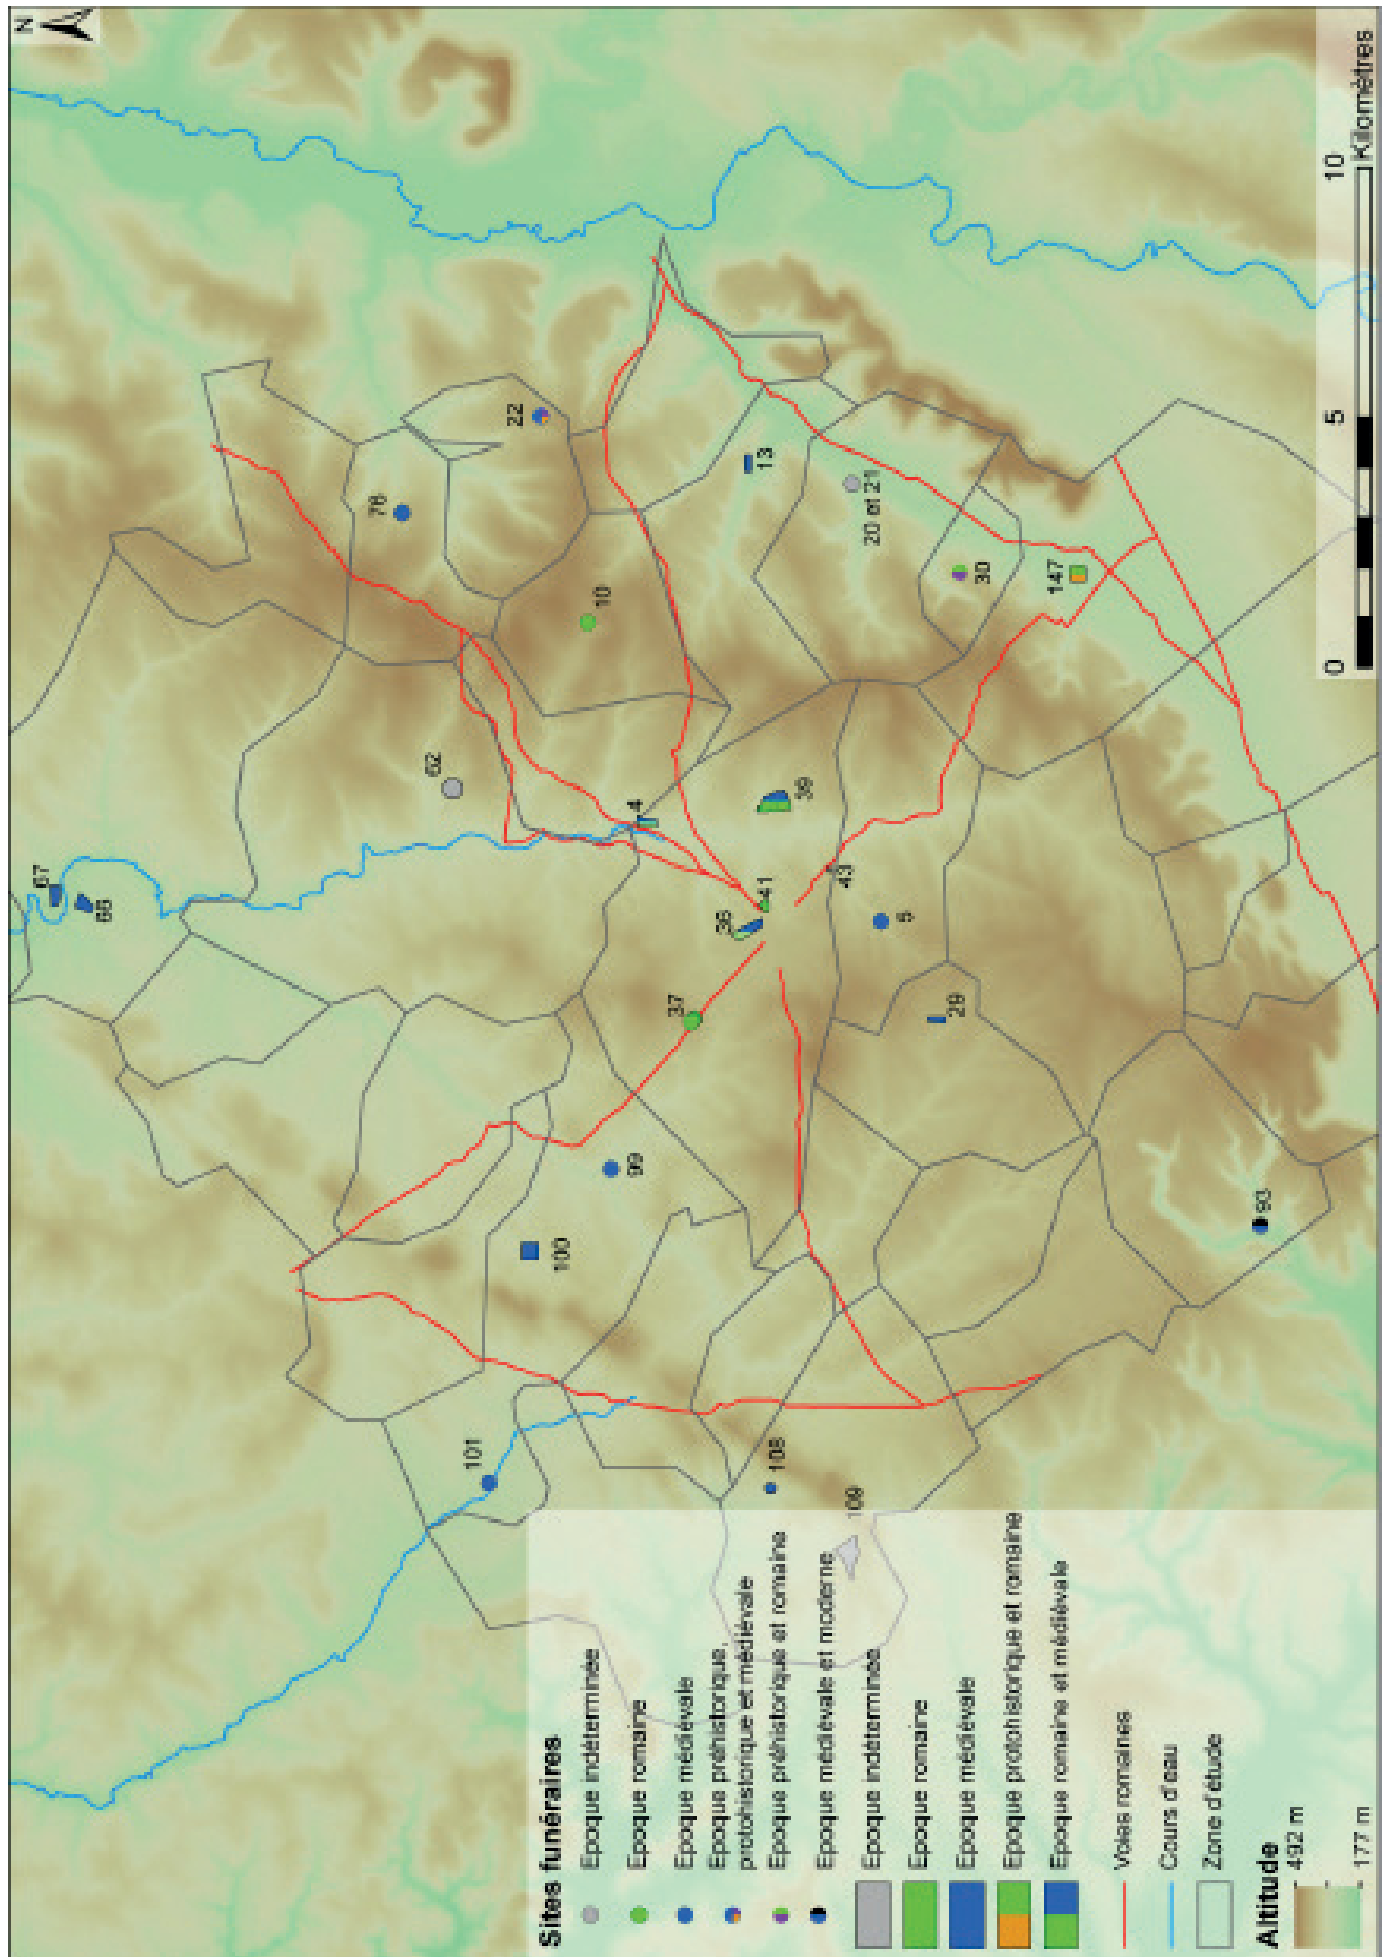 N
67
66
62
76
22
10
4
13
20 et 21
30
147
39
41
36
43
5
37
29
99
100
93
101
108
109
Sites funéraires
Epoque indéterminée
Epoque romaine
Epoque médiévale
Epoque préhistorique,
protohistorique et médiévale
Epoque préhistorique et romaine
Epoque médiévale et moderne
Epoque indéterminée
Epoque romaine
Epoque médiévale
Epoque protohistorique et romaine
Epoque romaine et médiévale
Voies romaines
Cours d'eau
Zone d'étude
Altitude
492 m
177 m
0 5 10
Kilomètres